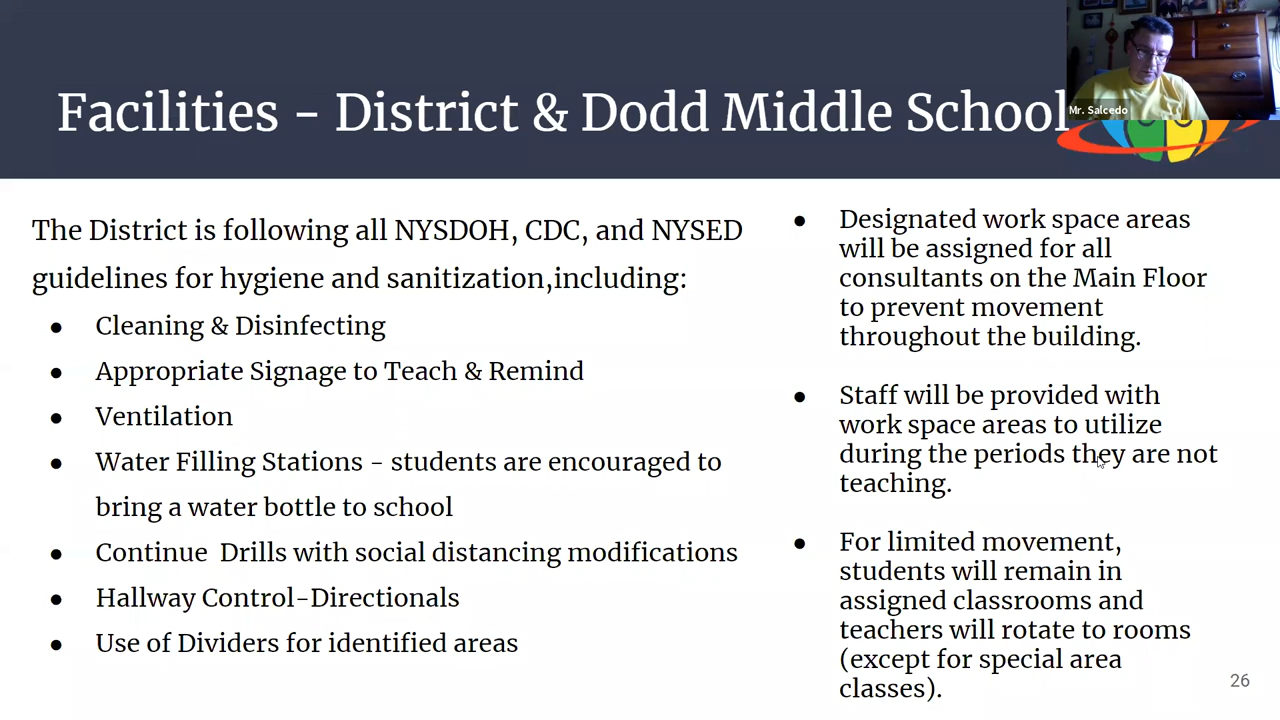 Mr. Salcedo
Facilities - District & Dodd Middle School
The District is following all NYSDOH, CDC, and NYSED
guidelines for hygiene and sanitization,including:
● Cleaning & Disinfecting
● Appropriate Signage to Teach & Remind
● Ventilation
● Water Filling Stations - students are encouraged to
bring a water bottle to school
● Continue  Drills with social distancing modifications
● Hallway Control-Directionals
● Use of Dividers for identified areas
● Designated work space areas
will be assigned for all
consultants on the Main Floor
to prevent movement
throughout the building.
● Staff will be provided with
work space areas to utilize
during the periods they are not
teaching.
● For limited movement,
students will remain in
assigned classrooms and
teachers will rotate to rooms
(except for special area
classes).
26